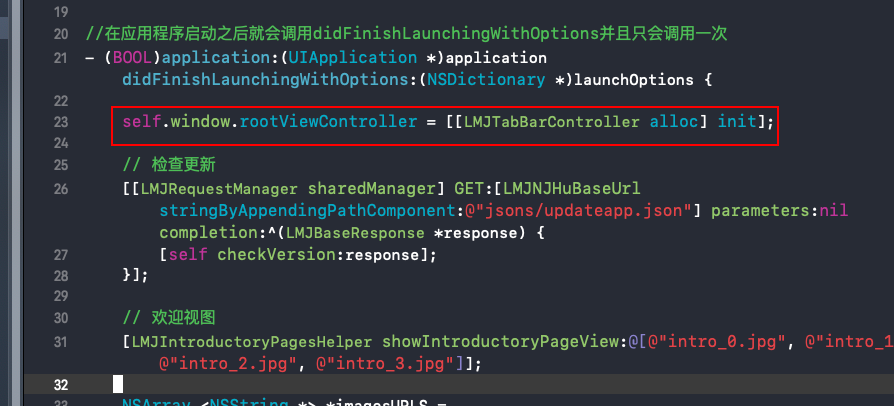 19
20 //在应用程序启动之后就会调用didFinishLaunchingWithOptions并且只会调用一次
21 - (BOOL)application:(UIApplication *)application
didFinishLaunchingWithOptions:(NSDictionary *)launchOptions {
22
23 self.window.rootViewController = [[LMJTabBarController alloc] init];
24
25 // 检查更新
26 [[LMJRequestManager sharedManager] GET:[LMJNJHuBaseUrl
stringByAppendingPathComponent:@"jsons/updateapp.json"] parameters:nil
completion:^(LMJBaseResponse *response) {
27 [self checkVersion:response];
28 }];
29
30 // 欢迎视图
31 [LMJIntroductoryPagesHelper showIntroductoryPageView:@[@"intro_0.jpg", @"intro_1
@"intro_2.jpg", @"intro_3.jpg"]];
32
33 NSArray <NSString *> *imagesURLS =